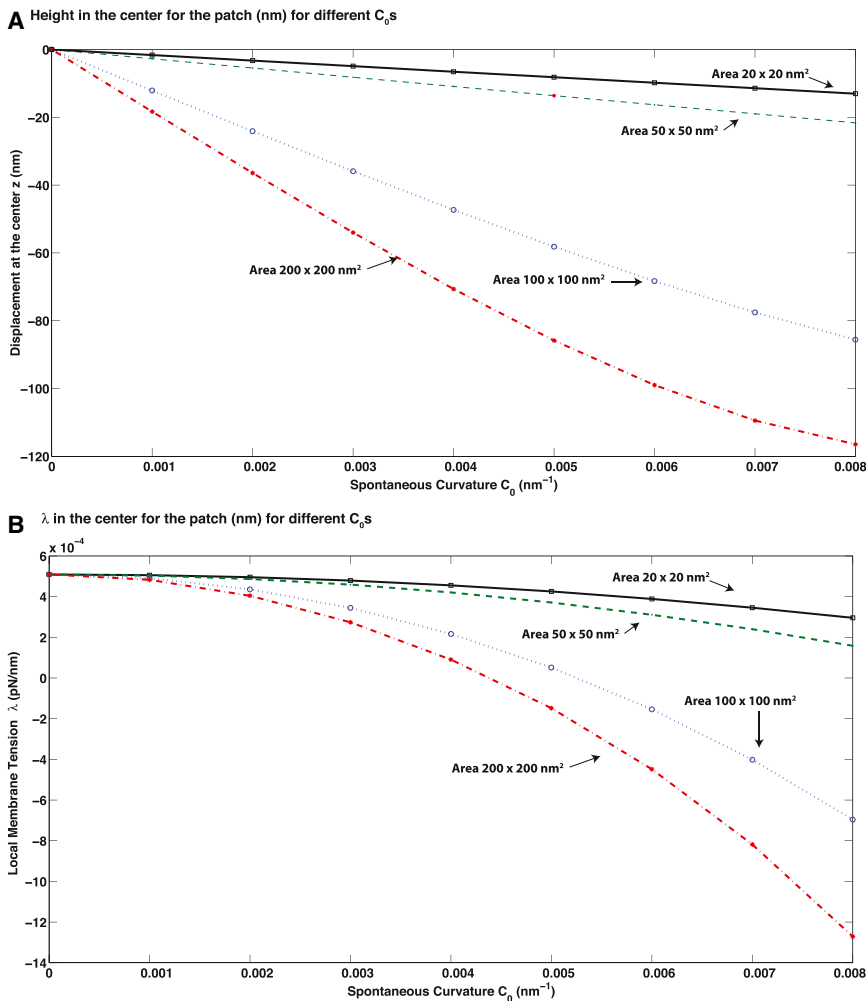 A Height in the center for the patch (nm) for different C₀s
0
−20
−40
−60
−80
−100
−120
Displacement at the center z (nm)
Area 20 x 20 nm²
Area 50 x 50 nm²
Area 200 x 200 nm²
Area 100 x 100 nm²
0 0.001 0.002 0.003 0.004 0.005 0.006 0.007 0.008
Spontaneous Curvature C₀ (nm⁻¹)
B λ in the center for the patch (nm) for different C₀s
x 10⁻⁴
6
4
2
0
−2
−4
−6
−8
−10
−12
−14
Local Membrane Tension λ (pN/nm)
Area 20 x 20 nm²
Area 50 x 50 nm²
Area 100 x 100 nm²
Area 200 x 200 nm²
0 0.001 0.002 0.003 0.004 0.005 0.006 0.007 0.008
Spontaneous Curvature C₀ (nm⁻¹)